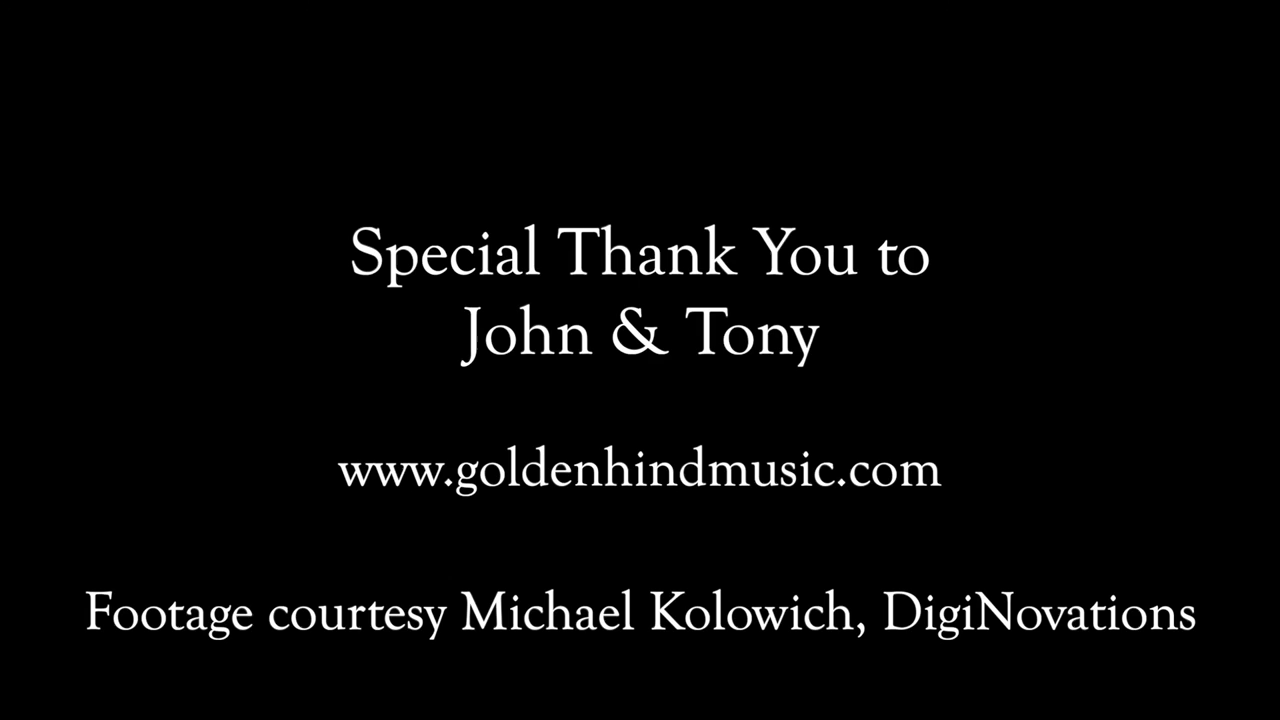 Special Thank You to
John & Tony
www.goldenhindmusic.com
Footage courtesy Michael Kolowich, DigiNovations